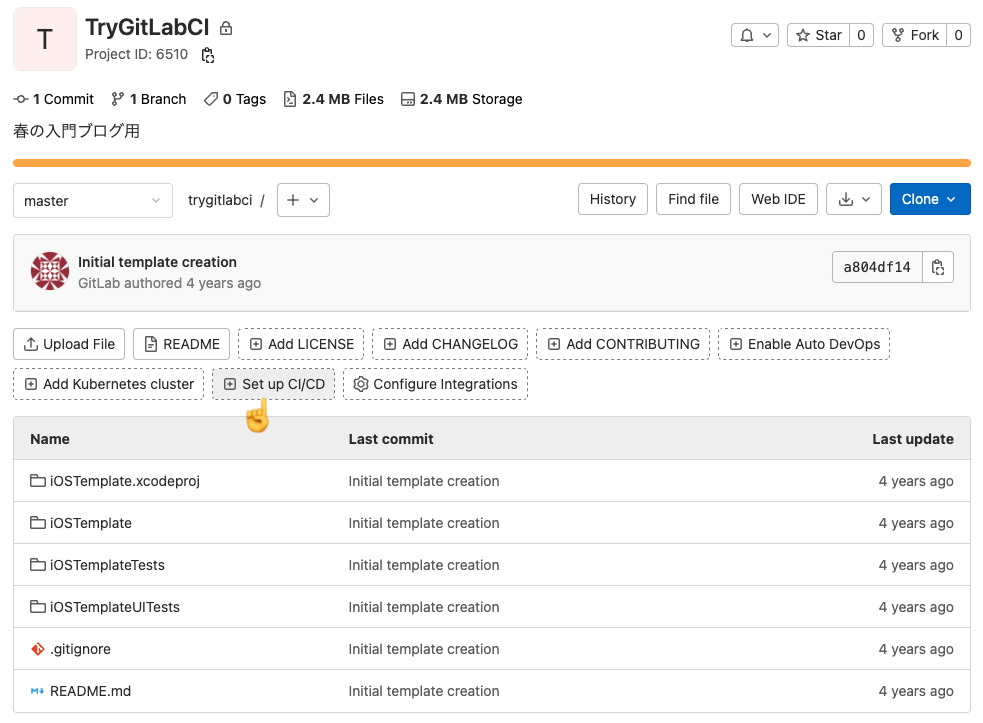 T
TryGitLabCI
Project ID: 6510
Star 0
Fork 0
1 Commit 1 Branch 0 Tags 2.4 MB Files 2.4 MB Storage
春の入門ブログ用
master trygitlabci / History Find file Web IDE Clone
Initial template creation
GitLab authored 4 years ago
a804df14
Upload File README Add LICENSE Add CHANGELOG Add CONTRIBUTING Enable Auto DevOps
Add Kubernetes cluster Set up CI/CD Configure Integrations
Name Last commit Last update
iOSTemplate.xcodeproj Initial template creation 4 years ago
iOSTemplate Initial template creation 4 years ago
iOSTemplateTests Initial template creation 4 years ago
iOSTemplateUITests Initial template creation 4 years ago
.gitignore Initial template creation 4 years ago
README.md Initial template creation 4 years ago